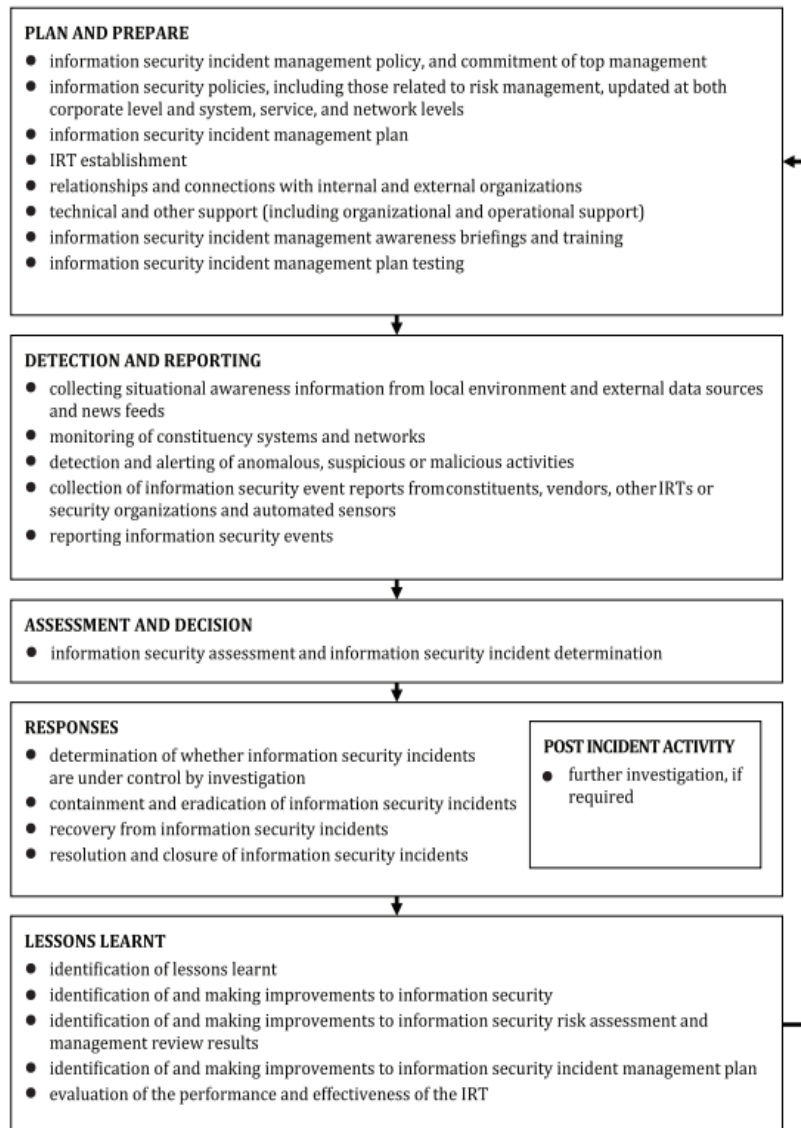 PLAN AND PREPARE
● information security incident management policy, and commitment of top management
● information security policies, including those related to risk management, updated at both
corporate level and system, service, and network levels
● information security incident management plan
● IRT establishment
● relationships and connections with internal and external organizations
● technical and other support (including organizational and operational support)
● information security incident management awareness briefings and training
● information security incident management plan testing
DETECTION AND REPORTING
● collecting situational awareness information from local environment and external data sources
and news feeds
● monitoring of constituency systems and networks
● detection and alerting of anomalous, suspicious or malicious activities
● collection of information security event reports from constituents, vendors, other IRTs or
security organizations and automated sensors
● reporting information security events
ASSESSMENT AND DECISION
● information security assessment and information security incident determination
RESPONSES
● determination of whether information security incidents
are under control by investigation
● containment and eradication of information security incidents
● recovery from information security incidents
● resolution and closure of information security incidents
POST INCIDENT ACTIVITY
● further investigation, if
required
LESSONS LEARNT
● identification of lessons learnt
● identification of and making improvements to information security
● identification of and making improvements to information security risk assessment and
management review results
● identification of and making improvements to information security incident management plan
● evaluation of the performance and effectiveness of the IRT